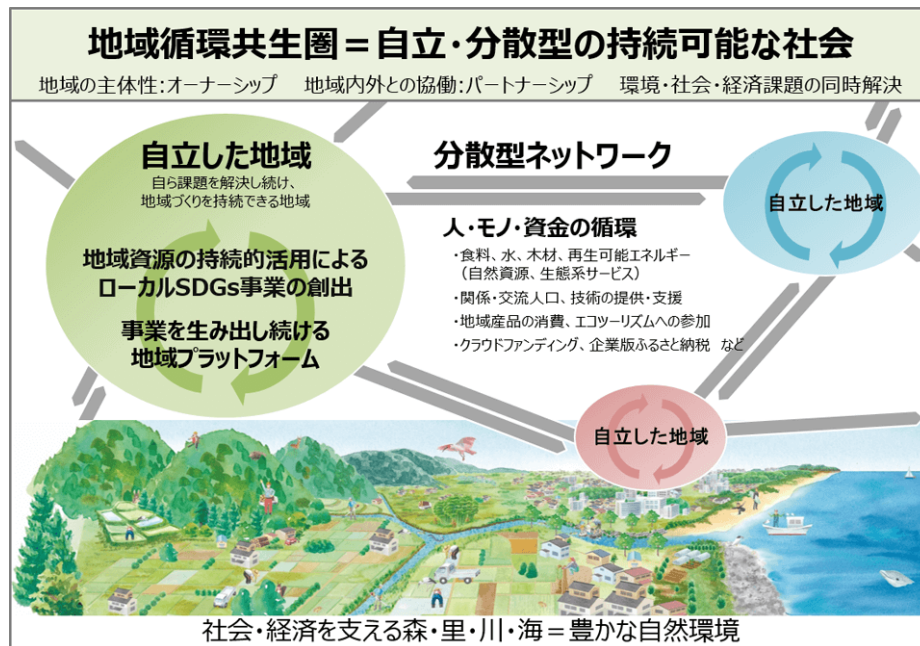 地域循環共生圏＝自立・分散型の持続可能な社会
地域の主体性：オーナーシップ　地域内外との協働：パートナーシップ　環境・社会・経済課題の同時解決
自立した地域
自ら課題を解決し続け、
地域づくりを持続できる地域
地域資源の持続的活用による
ローカルSDGs事業の創出
事業を生み出し続ける
地域プラットフォーム
分散型ネットワーク
人・モノ・資金の循環
・食料、水、木材、再生可能エネルギー
（自然資源、生態系サービス）
・関係・交流人口、技術の提供・支援
・地域産品の消費、エコツーリズムへの参加
・クラウドファンディング、企業版ふるさと納税　など
自立した地域
自立した地域
社会・経済を支える森・里・川・海＝豊かな自然環境